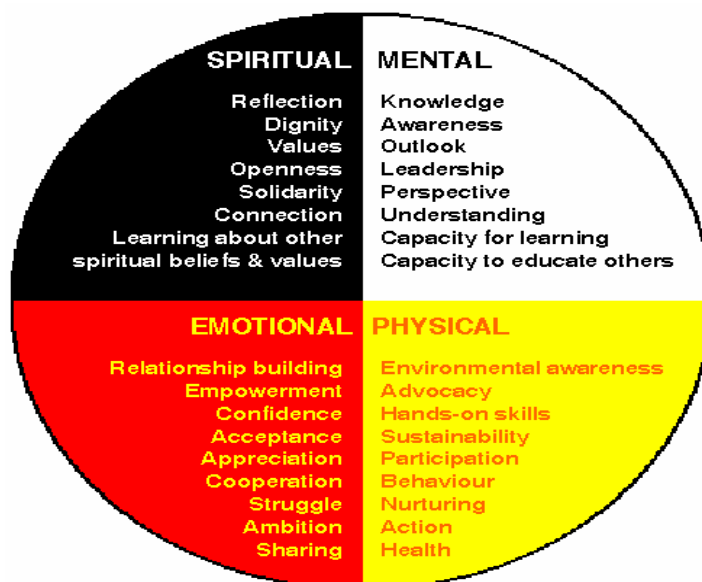 SPIRITUAL
Reflection
Dignity
Values
Openness
Solidarity
Connection
Learning about other
spiritual beliefs & values
MENTAL
Knowledge
Awareness
Outlook
Leadership
Perspective
Understanding
Capacity for learning
Capacity to educate others
EMOTIONAL
Relationship building
Empowerment
Confidence
Acceptance
Appreciation
Cooperation
Struggle
Ambition
Sharing
PHYSICAL
Environmental awareness
Advocacy
Hands-on skills
Sustainability
Participation
Behaviour
Nurturing
Action
Health